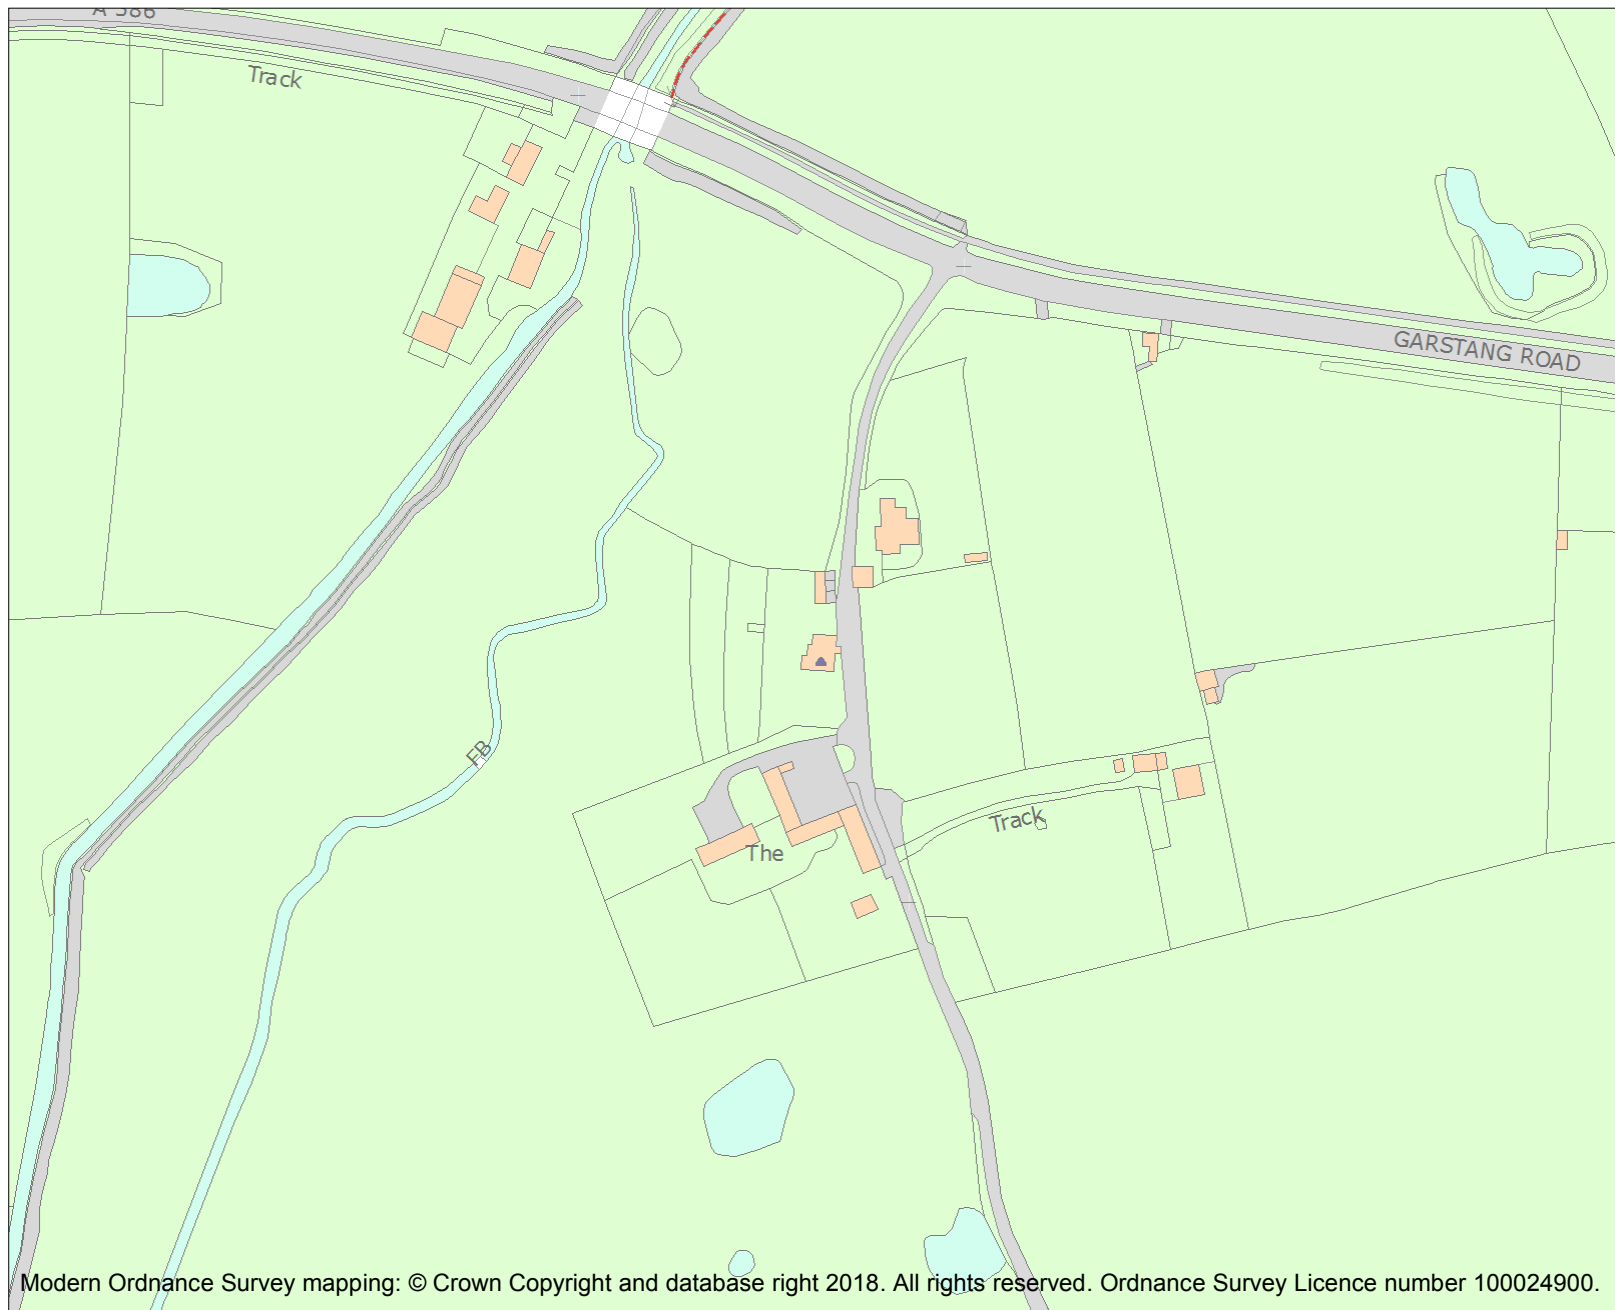 A 586
Track
GARSTANG ROAD
FB
Track
The
Modern Ordnance Survey mapping: © Crown Copyright and database right 2018. All rights reserved. Ordnance Survey Licence number 100024900.